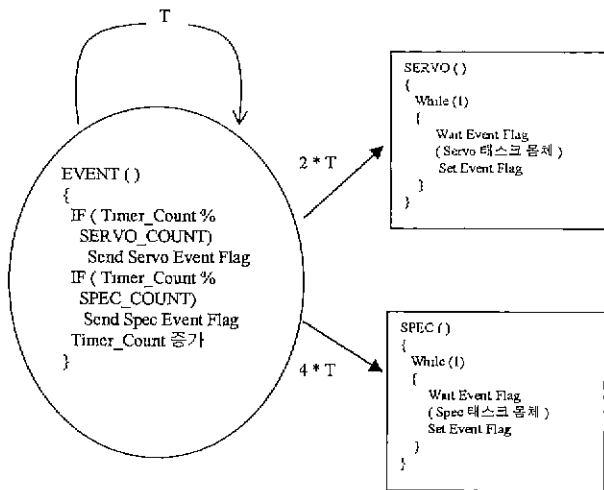 T
EVENT ( )
{
IF ( Timer_Count %
SERVO_COUNT)
Send Servo Event Flag
IF ( Timer_Count %
SPEC_COUNT)
Send Spec Event Flag
Timer_Count 증가
}
2 * T
4 * T
SERVO ( )
{
While (1)
{
Wait Event Flag
( Servo 태스크 몸체 )
Set Event Flag
}
}
SPEC ( )
{
While (1)
{
Wait Event Flag
( Spec 태스크 몸체 )
Set Event Flag
}
}